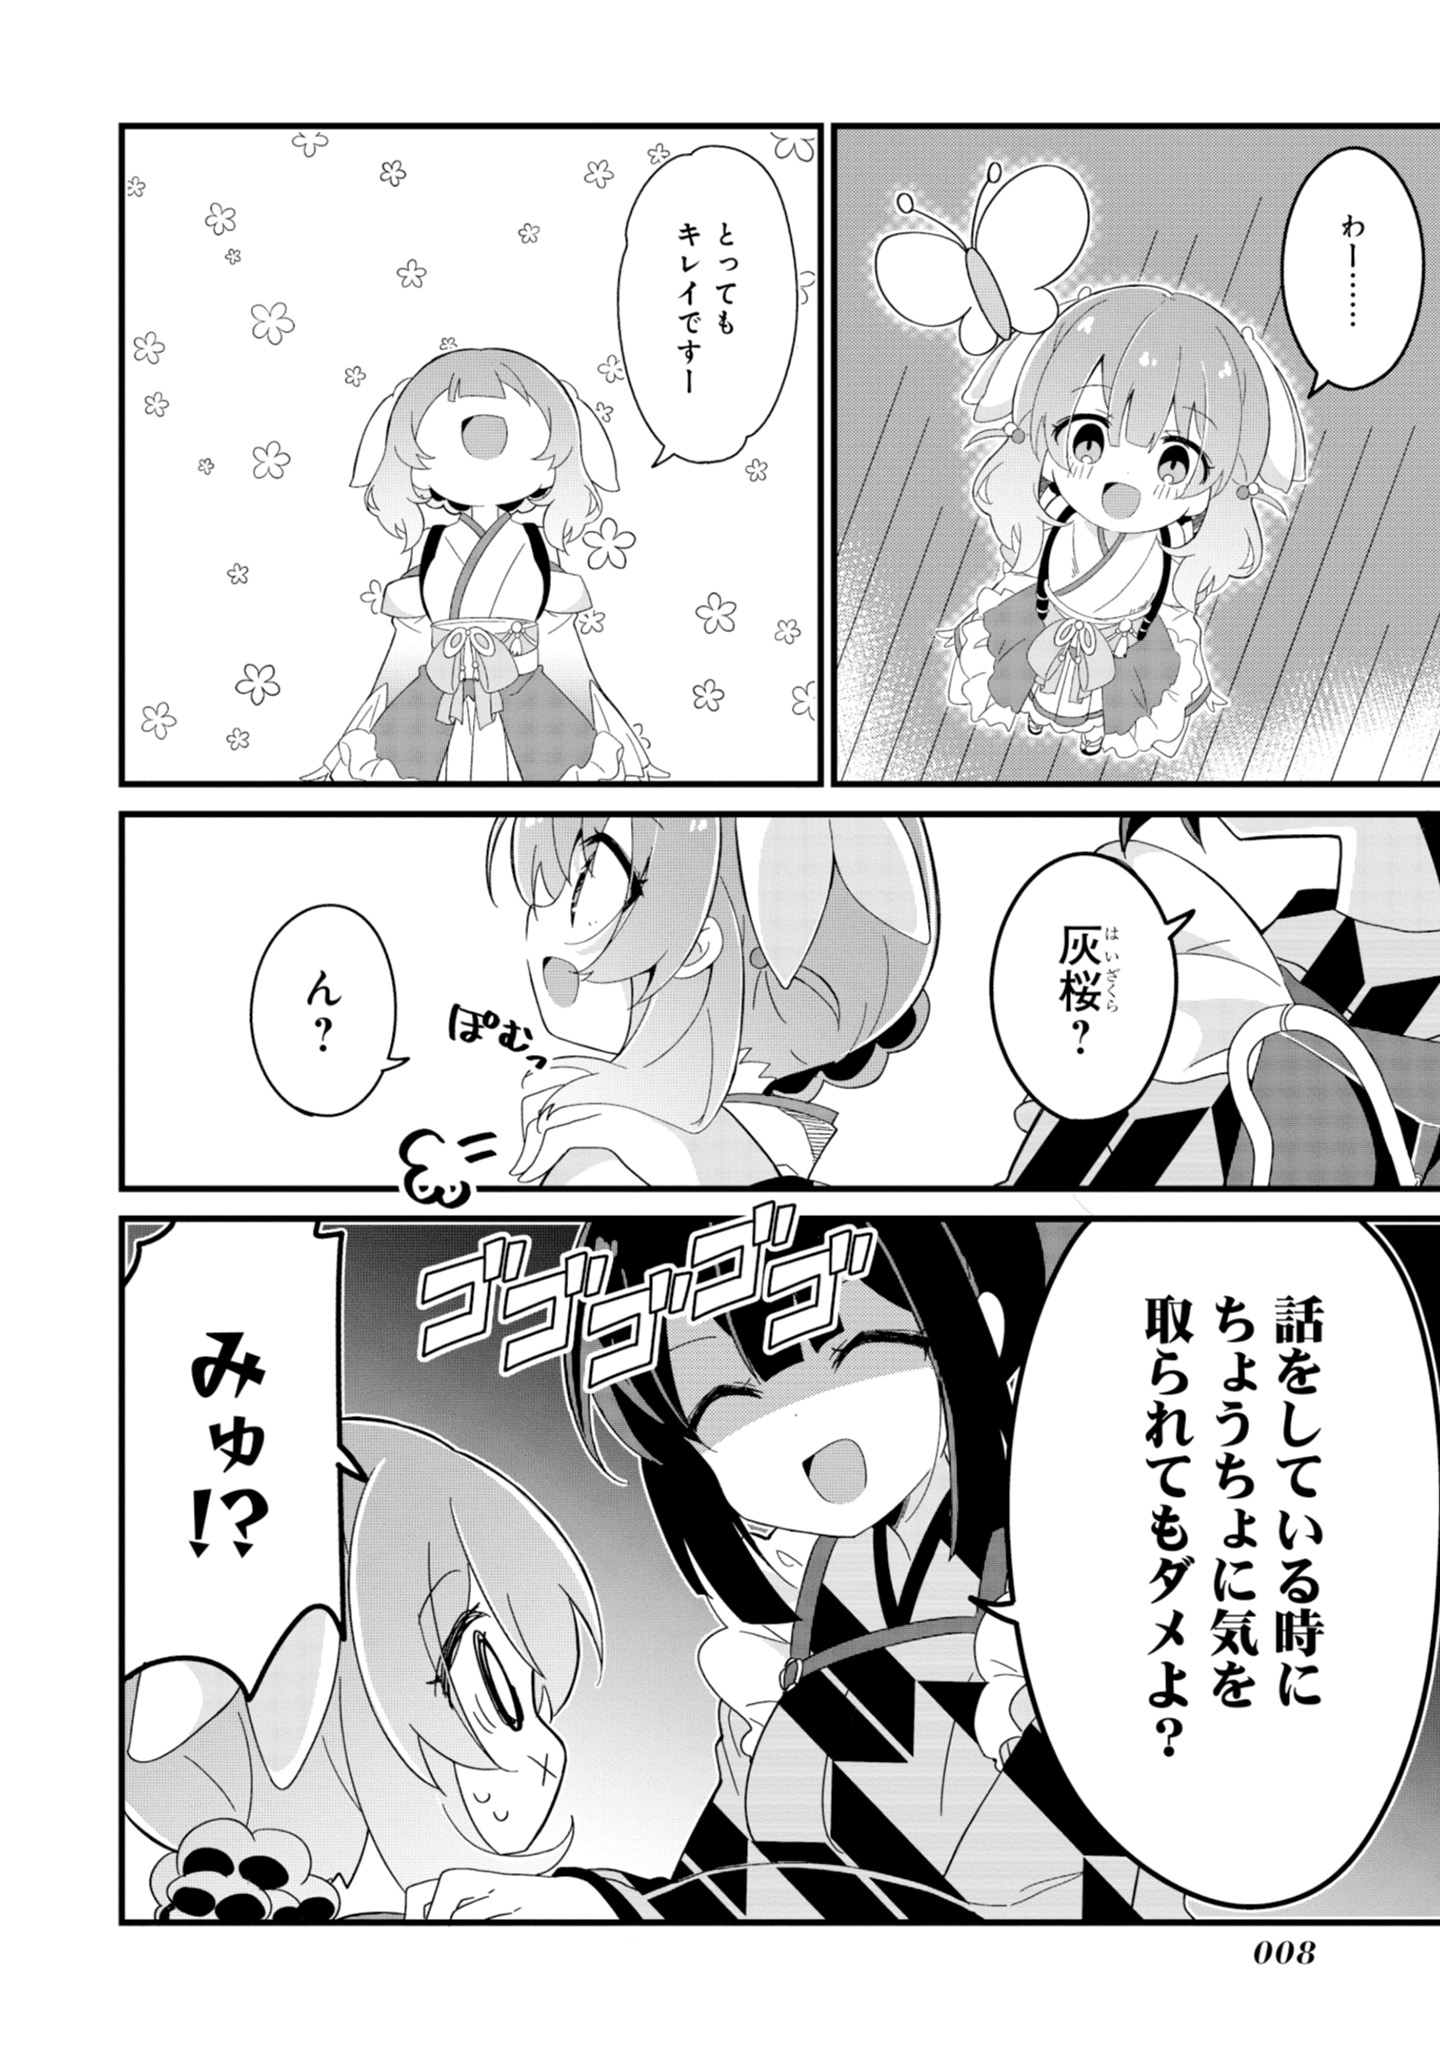 わー……
とっても
キレイですー
灰桜?
はいざくら
ぽむっ
ん?
話をしている時に
ちょうちょに気を
取られてもダメよ?
ゴゴゴゴゴ
みゅ!?
008